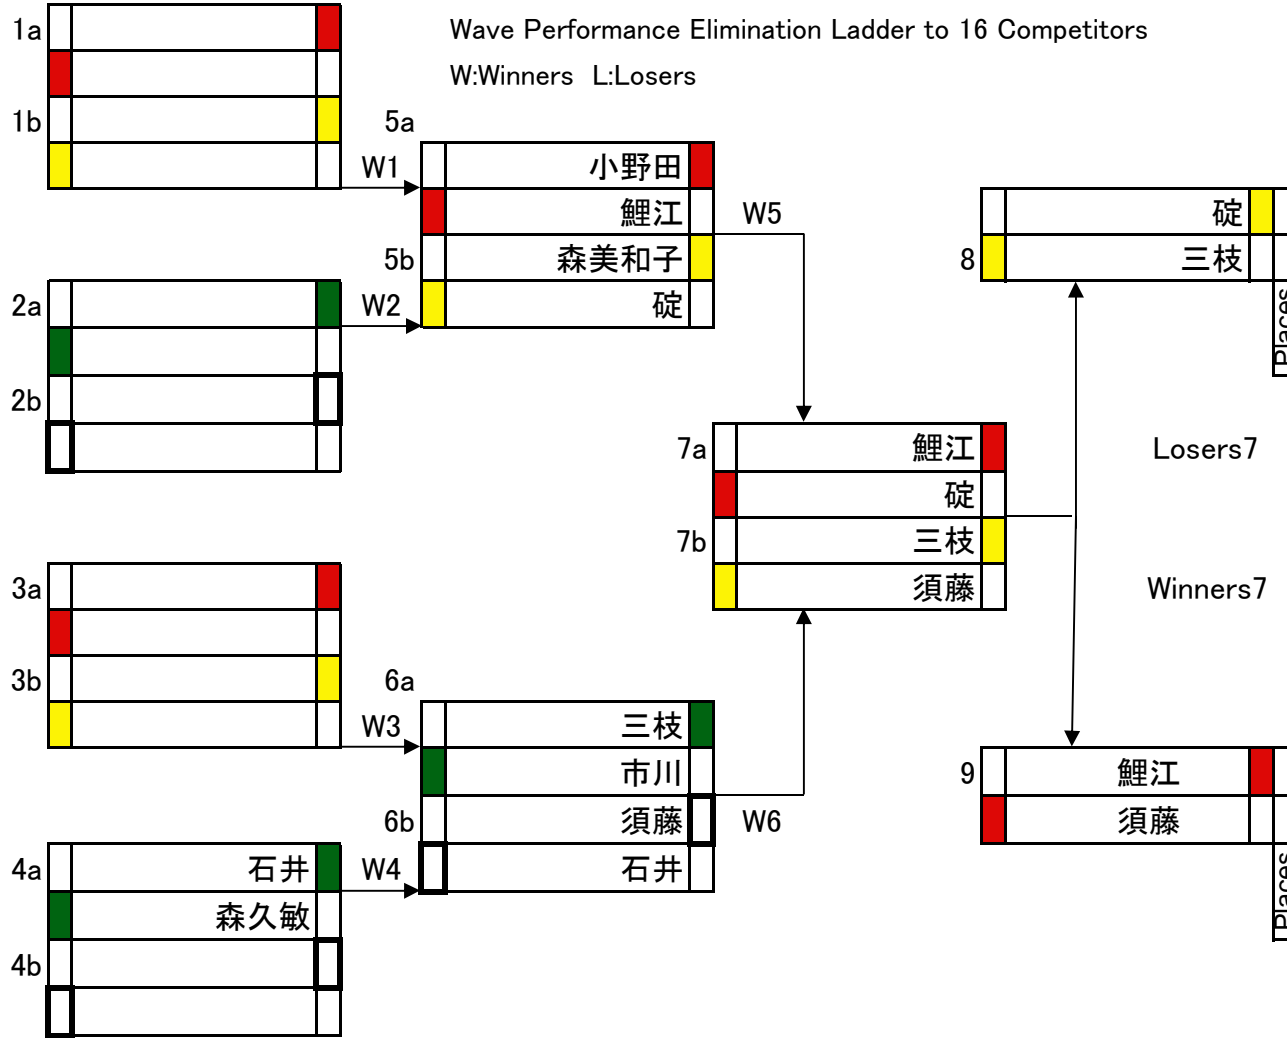 Wave Performance Elimination Ladder to 16 Competitors
W:Winners L:Losers
1a
1b
W1
2a
W2
2b
3a
3b
W3
4a 石井
W4
森久敏
4b
5a
小野田
鯉江
5b 森美和子
碇
W5
6a
三枝
市川
6b 須藤
石井
W6
7a 鯉江
碇
7b 三枝
須藤
碇
8 三枝
Places
Losers7
Winners7
9 鯉江
須藤
Places